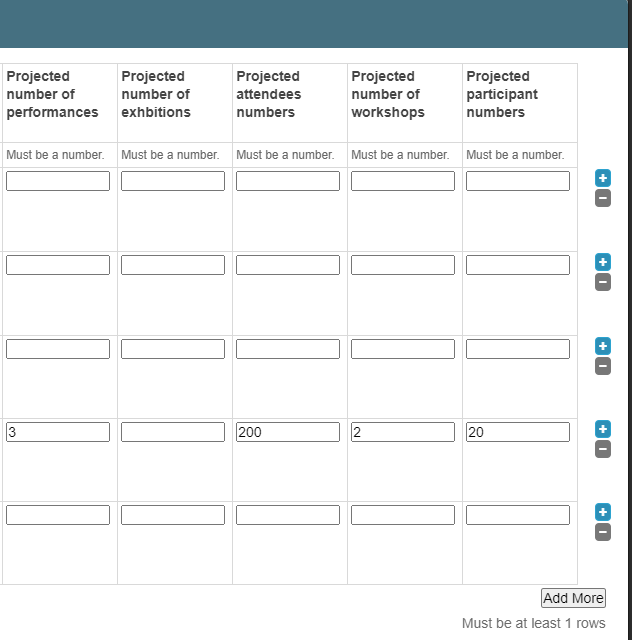 Projected number of performances
Projected number of exhbitions
Projected attendees numbers
Projected number of workshops
Projected participant numbers
Must be a number. Must be a number. Must be a number. Must be a number. Must be a number.
3 200 2 20
Add More
Must be at least 1 rows